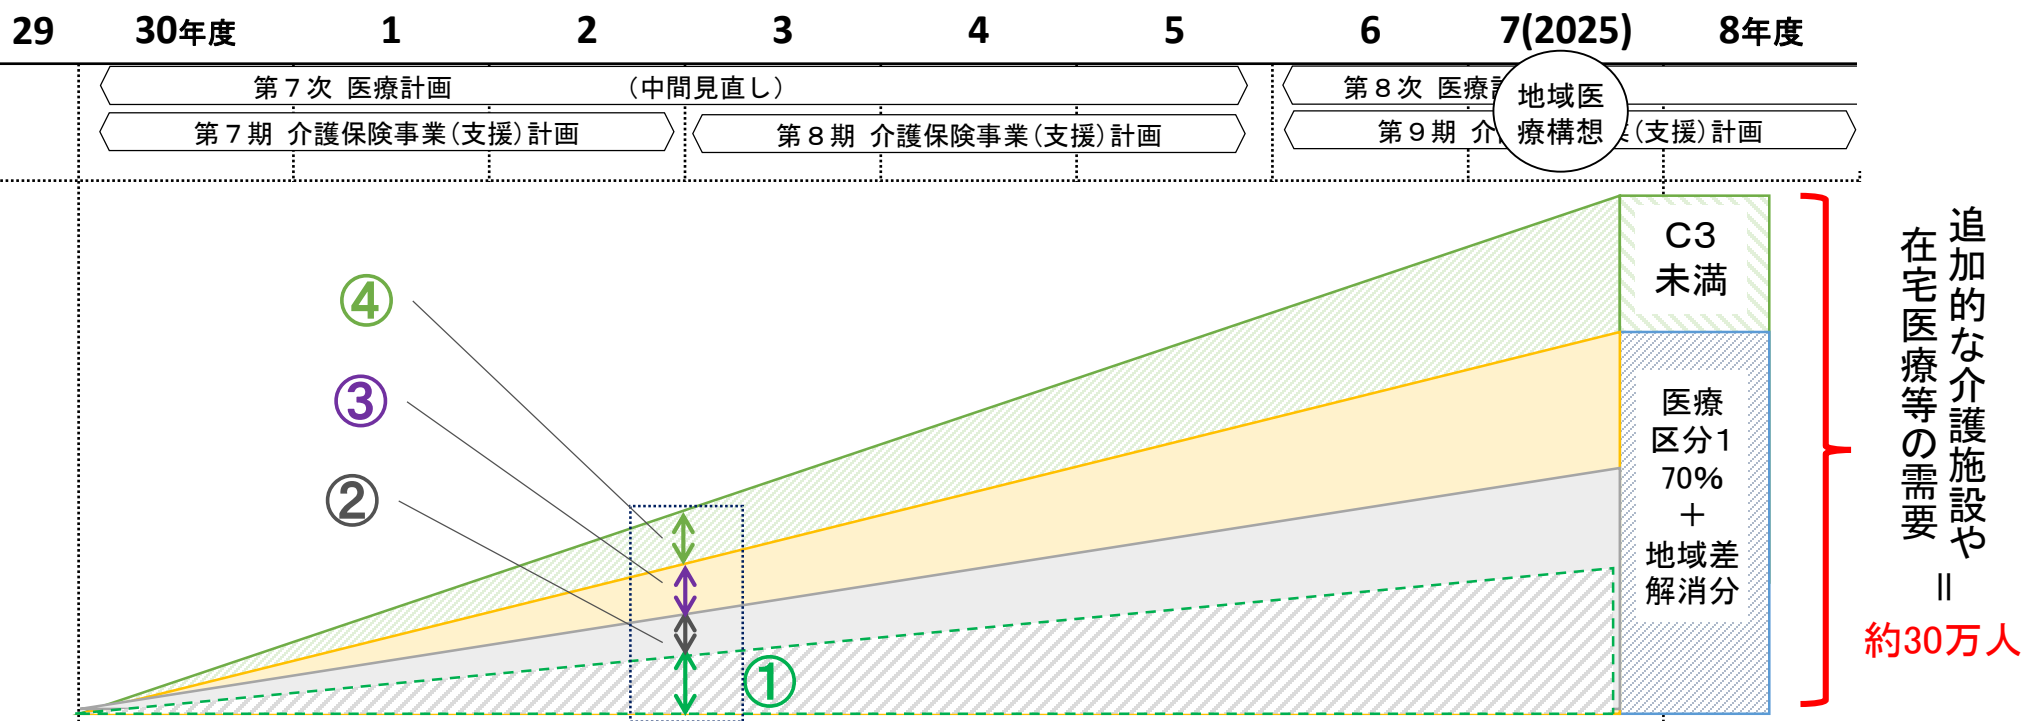 29 30年度 1 2 3 4 5 6 7(2025) 8年度
第７次 医療計画 （中間見直し）
第８次 医療計
地域医
療構想
第７期 介護保険事業（支援）計画
第８期 介護保険事業（支援）計画
第９期 介 （支援）計画
④
③
②
①
C3
未満
医療
区分1
70%
＋
地域差
解消分
追加的な介護施設や
在宅医療等の需要
＝
約30万人